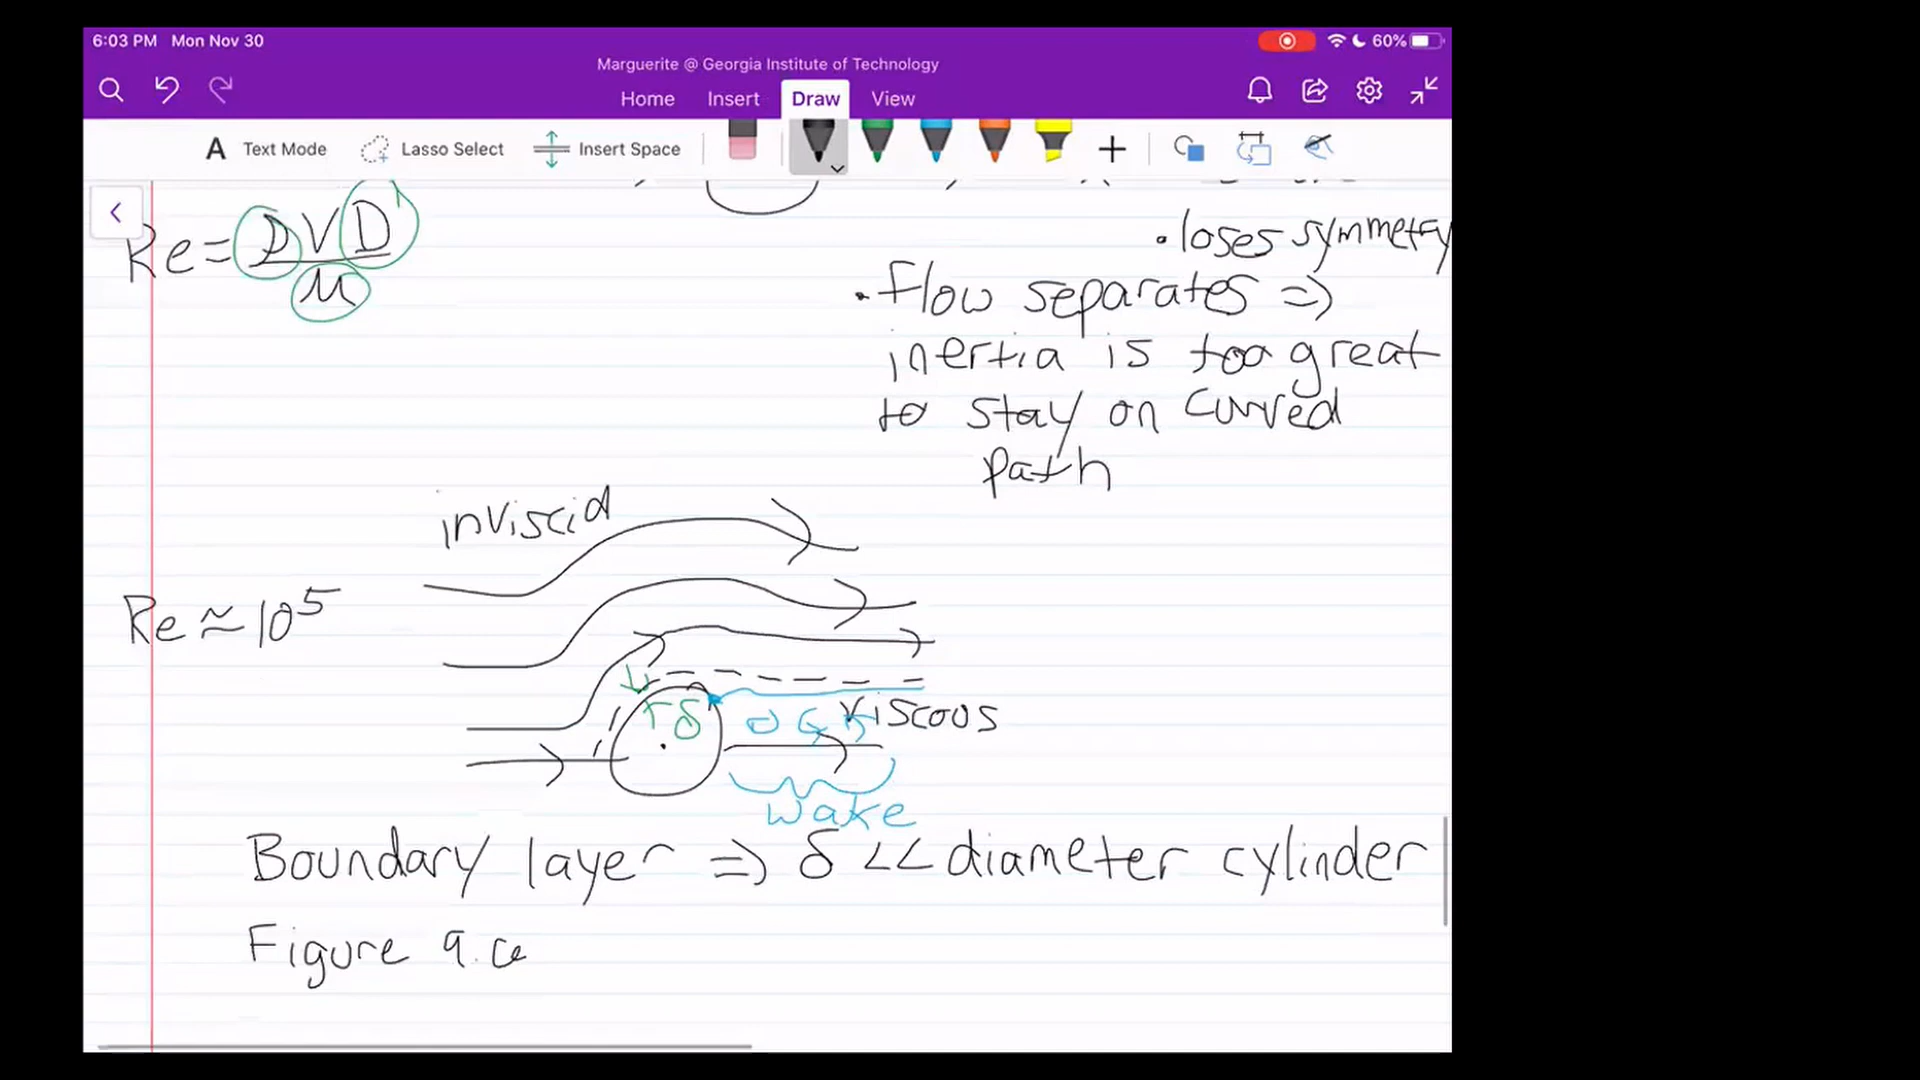 6:03 PM Mon Nov 30
60%
Marguerite @ Georgia Institute of Technology
Home Insert Draw View
A Text Mode Lasso Select Insert Space
Re = ρVD / μ
• loses symmetry
• Flow separates ⇒
inertia is too great
to stay on curved
path
inviscid
Re ≈ 10⁵
δ
viscous
wake
Boundary layer ⇒ δ << diameter cylinder
Figure 9.